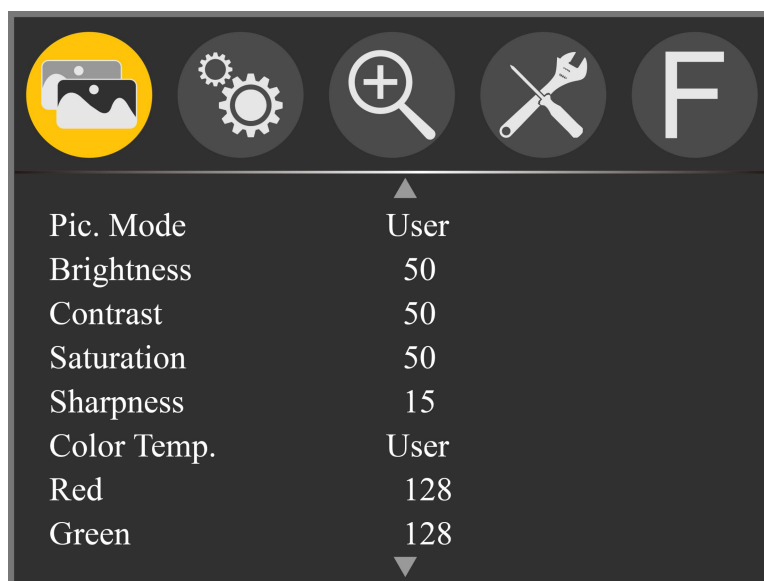 F
Pic. Mode User
Brightness 50
Contrast 50
Saturation 50
Sharpness 15
Color Temp. User
Red 128
Green 128